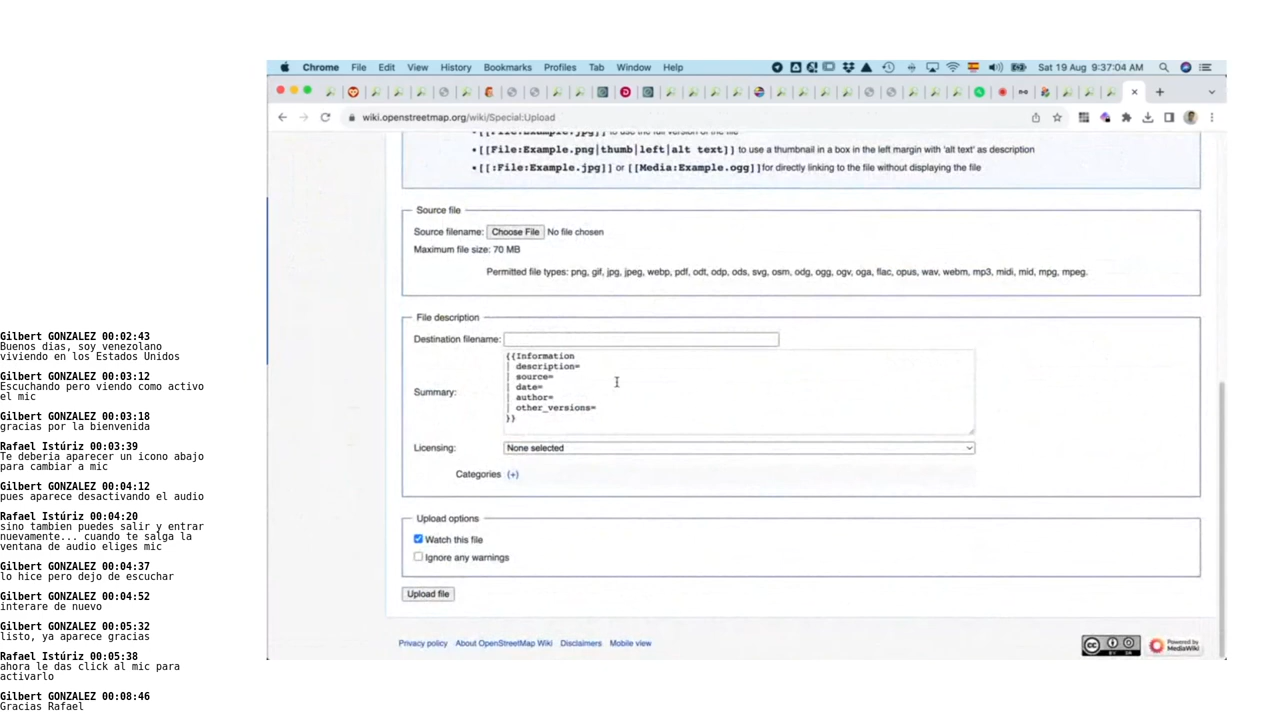 Gilbert GONZALEZ 00:02:43
Buenos dias, soy venezolano
viviendo en los Estados Unidos
Gilbert GONZALEZ 00:03:12
Escuchando pero viendo como activo
el mic
Gilbert GONZALEZ 00:03:18
gracias por la bienvenida
Rafael Istúriz 00:03:39
Te deberia aparecer un icono abajo
para cambiar a mic
Gilbert GONZALEZ 00:04:12
pues aparece desactivando el audio
Rafael Istúriz 00:04:20
sino tambien puedes salir y entrar
nuevamente... cuando te salga la
ventana de audio eliges mic
Gilbert GONZALEZ 00:04:37
lo hice pero dejo de escuchar
Gilbert GONZALEZ 00:04:52
interare de nuevo
Gilbert GONZALEZ 00:05:32
listo, ya aparece gracias
Rafael Istúriz 00:05:38
ahora le das click al mic para
activarlo
Gilbert GONZALEZ 00:08:46
Gracias Rafael
Chrome File Edit View History Bookmarks Profiles Tab Window Help Sat 19 Aug 9:37:04 AM
wiki.openstreetmap.org/wiki/Special:Upload
[[File:Example.jpg]] to use the full version of the file
[[File:Example.png|thumb|left|alt text]] to use a thumbnail in a box in the left margin with 'alt text' as description
[[:File:Example.jpg]] or [[Media:Example.ogg]] for directly linking to the file without displaying the file
Source file
Source filename: Choose File No file chosen
Maximum file size: 70 MB
Permitted file types: png, gif, jpg, jpeg, webp, pdf, odt, odp, ods, svg, osm, odg, ogg, ogv, oga, flac, opus, wav, webm, mp3, midi, mid, mpg, mpeg.
File description
Destination filename:
Summary:
{{Information
| description=
| source=
| date=
| author=
| other_versions=
}}
Licensing: None selected
Categories (+)
Upload options
Watch this file
Ignore any warnings
Upload file
Privacy policy About OpenStreetMap Wiki Disclaimers Mobile view
Powered by
MediaWiki